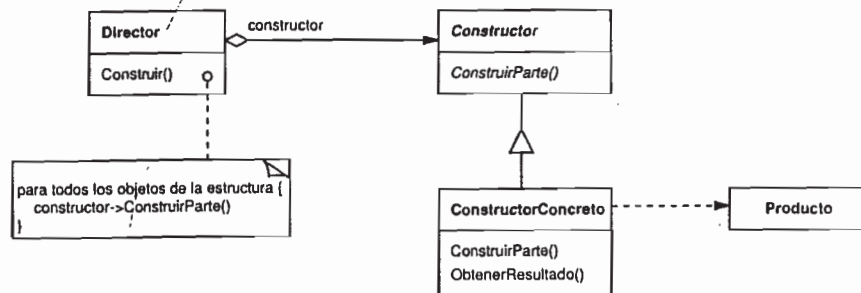 Director
constructor
Constructor
Construir()
ConstruirParte()
para todos los objetos de la estructura {
constructor->ConstruirParte()
}
ConstructorConcreto
Producto
ConstruirParte()
ObtenerResultado()